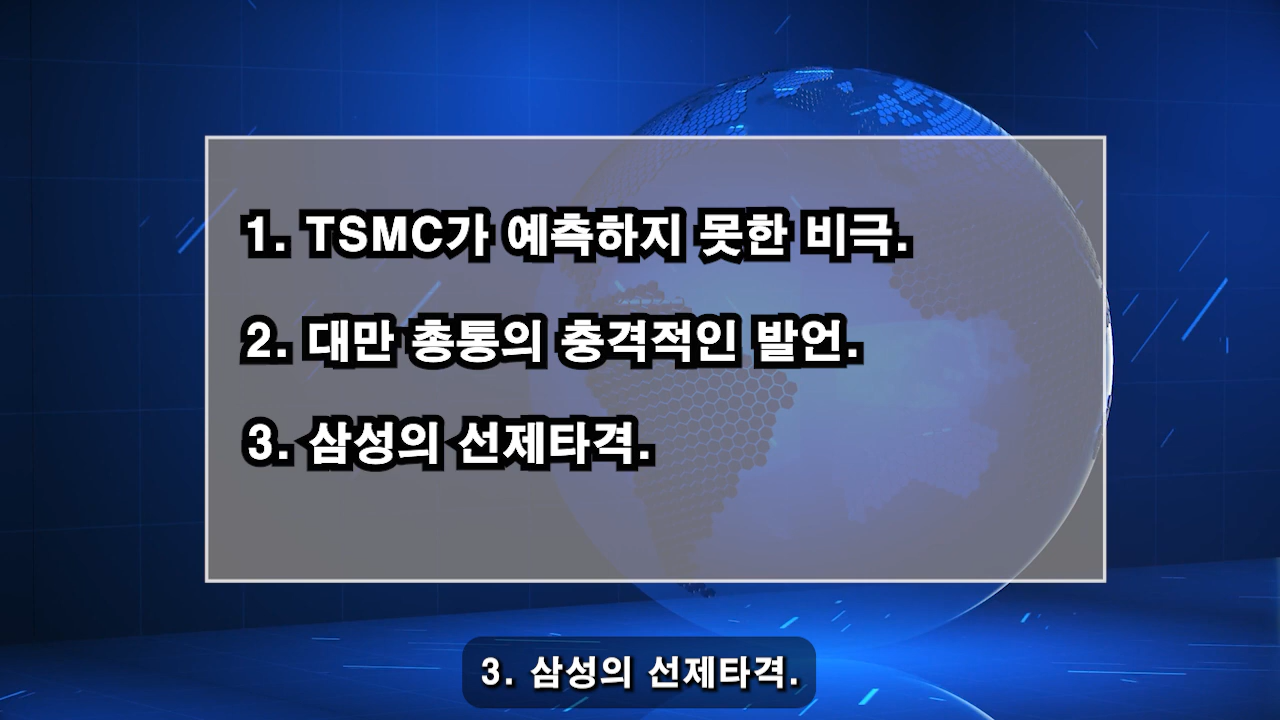 1. TSMC가 예측하지 못한 비극.
2. 대만 총통의 충격적인 발언.
3. 삼성의 선제타격.
3. 삼성의 선제타격.